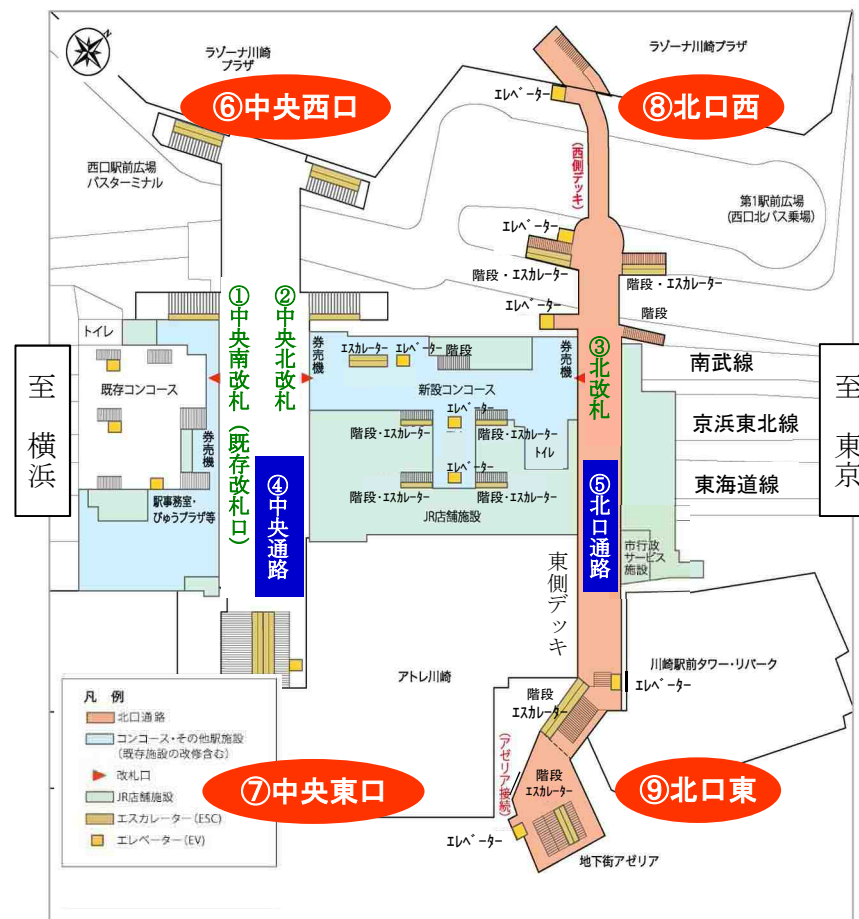 N
ラゾーナ川崎
プラザ
⑥中央西口
エレベーター
ラゾーナ川崎プラザ
⑧北口西
西口駅前広場
バスターミナル
(西側デッキ)
第1駅前広場
(西口北バス乗場)
エレベーター
階段・エスカレーター
階段・エスカレーター
エレベーター
階段
①中央南改札(既存改札口)
②中央北改札
③北改札
トイレ
既存コンコース
券売機
券売機
エスカレーター
エレベーター
階段
券売機
新設コンコース
エレベーター
階段・エスカレーター
階段・エスカレーター
トイレ
エレベーター
階段・エスカレーター
階段・エスカレーター
JR店舗施設
駅事務室・
びゅうプラザ等
至 横浜
至 東京
南武線
京浜東北線
東海道線
④中央通路
⑤北口通路
市行政
サービス
施設
東側デッキ
アトレ川崎
川崎駅前タワー・リバーク
エレベーター
階段
エスカレーター
(アゼリア接続)
階段
エスカレーター
エレベーター
地下街アゼリア
⑦中央東口
⑨北口東
凡 例
北口通路
コンコース・その他駅施設
(既存施設の改修含む)
改札口
JR店舗施設
エスカレーター(ESC)
エレベーター(EV)